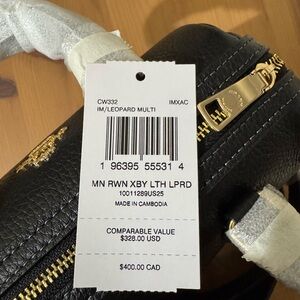 CW332 IMXAC
IM/LEOPARD MULTI
1 96395 55531 4
MN RWN XBY LTH LPRD
10011289US25
MADE IN CAMBODIA
COMPARABLE VALUE
$328.00 USD
$400.00 CAD